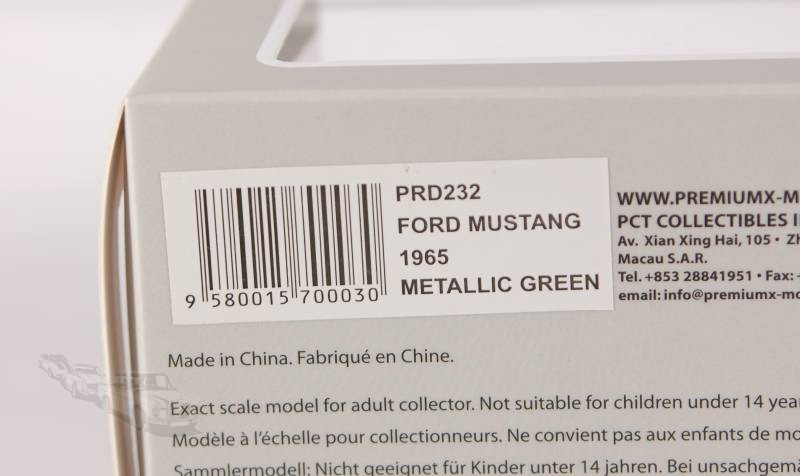 PRD232
FORD MUSTANG
1965
METALLIC GREEN
9 580015 700030
WWW.PREMIUMX-M
PCT COLLECTIBLES
Av. Xian Xing Hai, 105 •
Macau S.A.R.
Tel. +853 28841951 • Fax:
email: info@premiumx-mo
Made in China. Fabriqué en Chine.
Exact scale model for adult collector. Not suitable for children under 14
Modèle à l'échelle pour collectionneurs. Ne convient pas aux enfants de
Sammlermodell: Nicht geeignet für Kinder unter 14 jahren. Bei